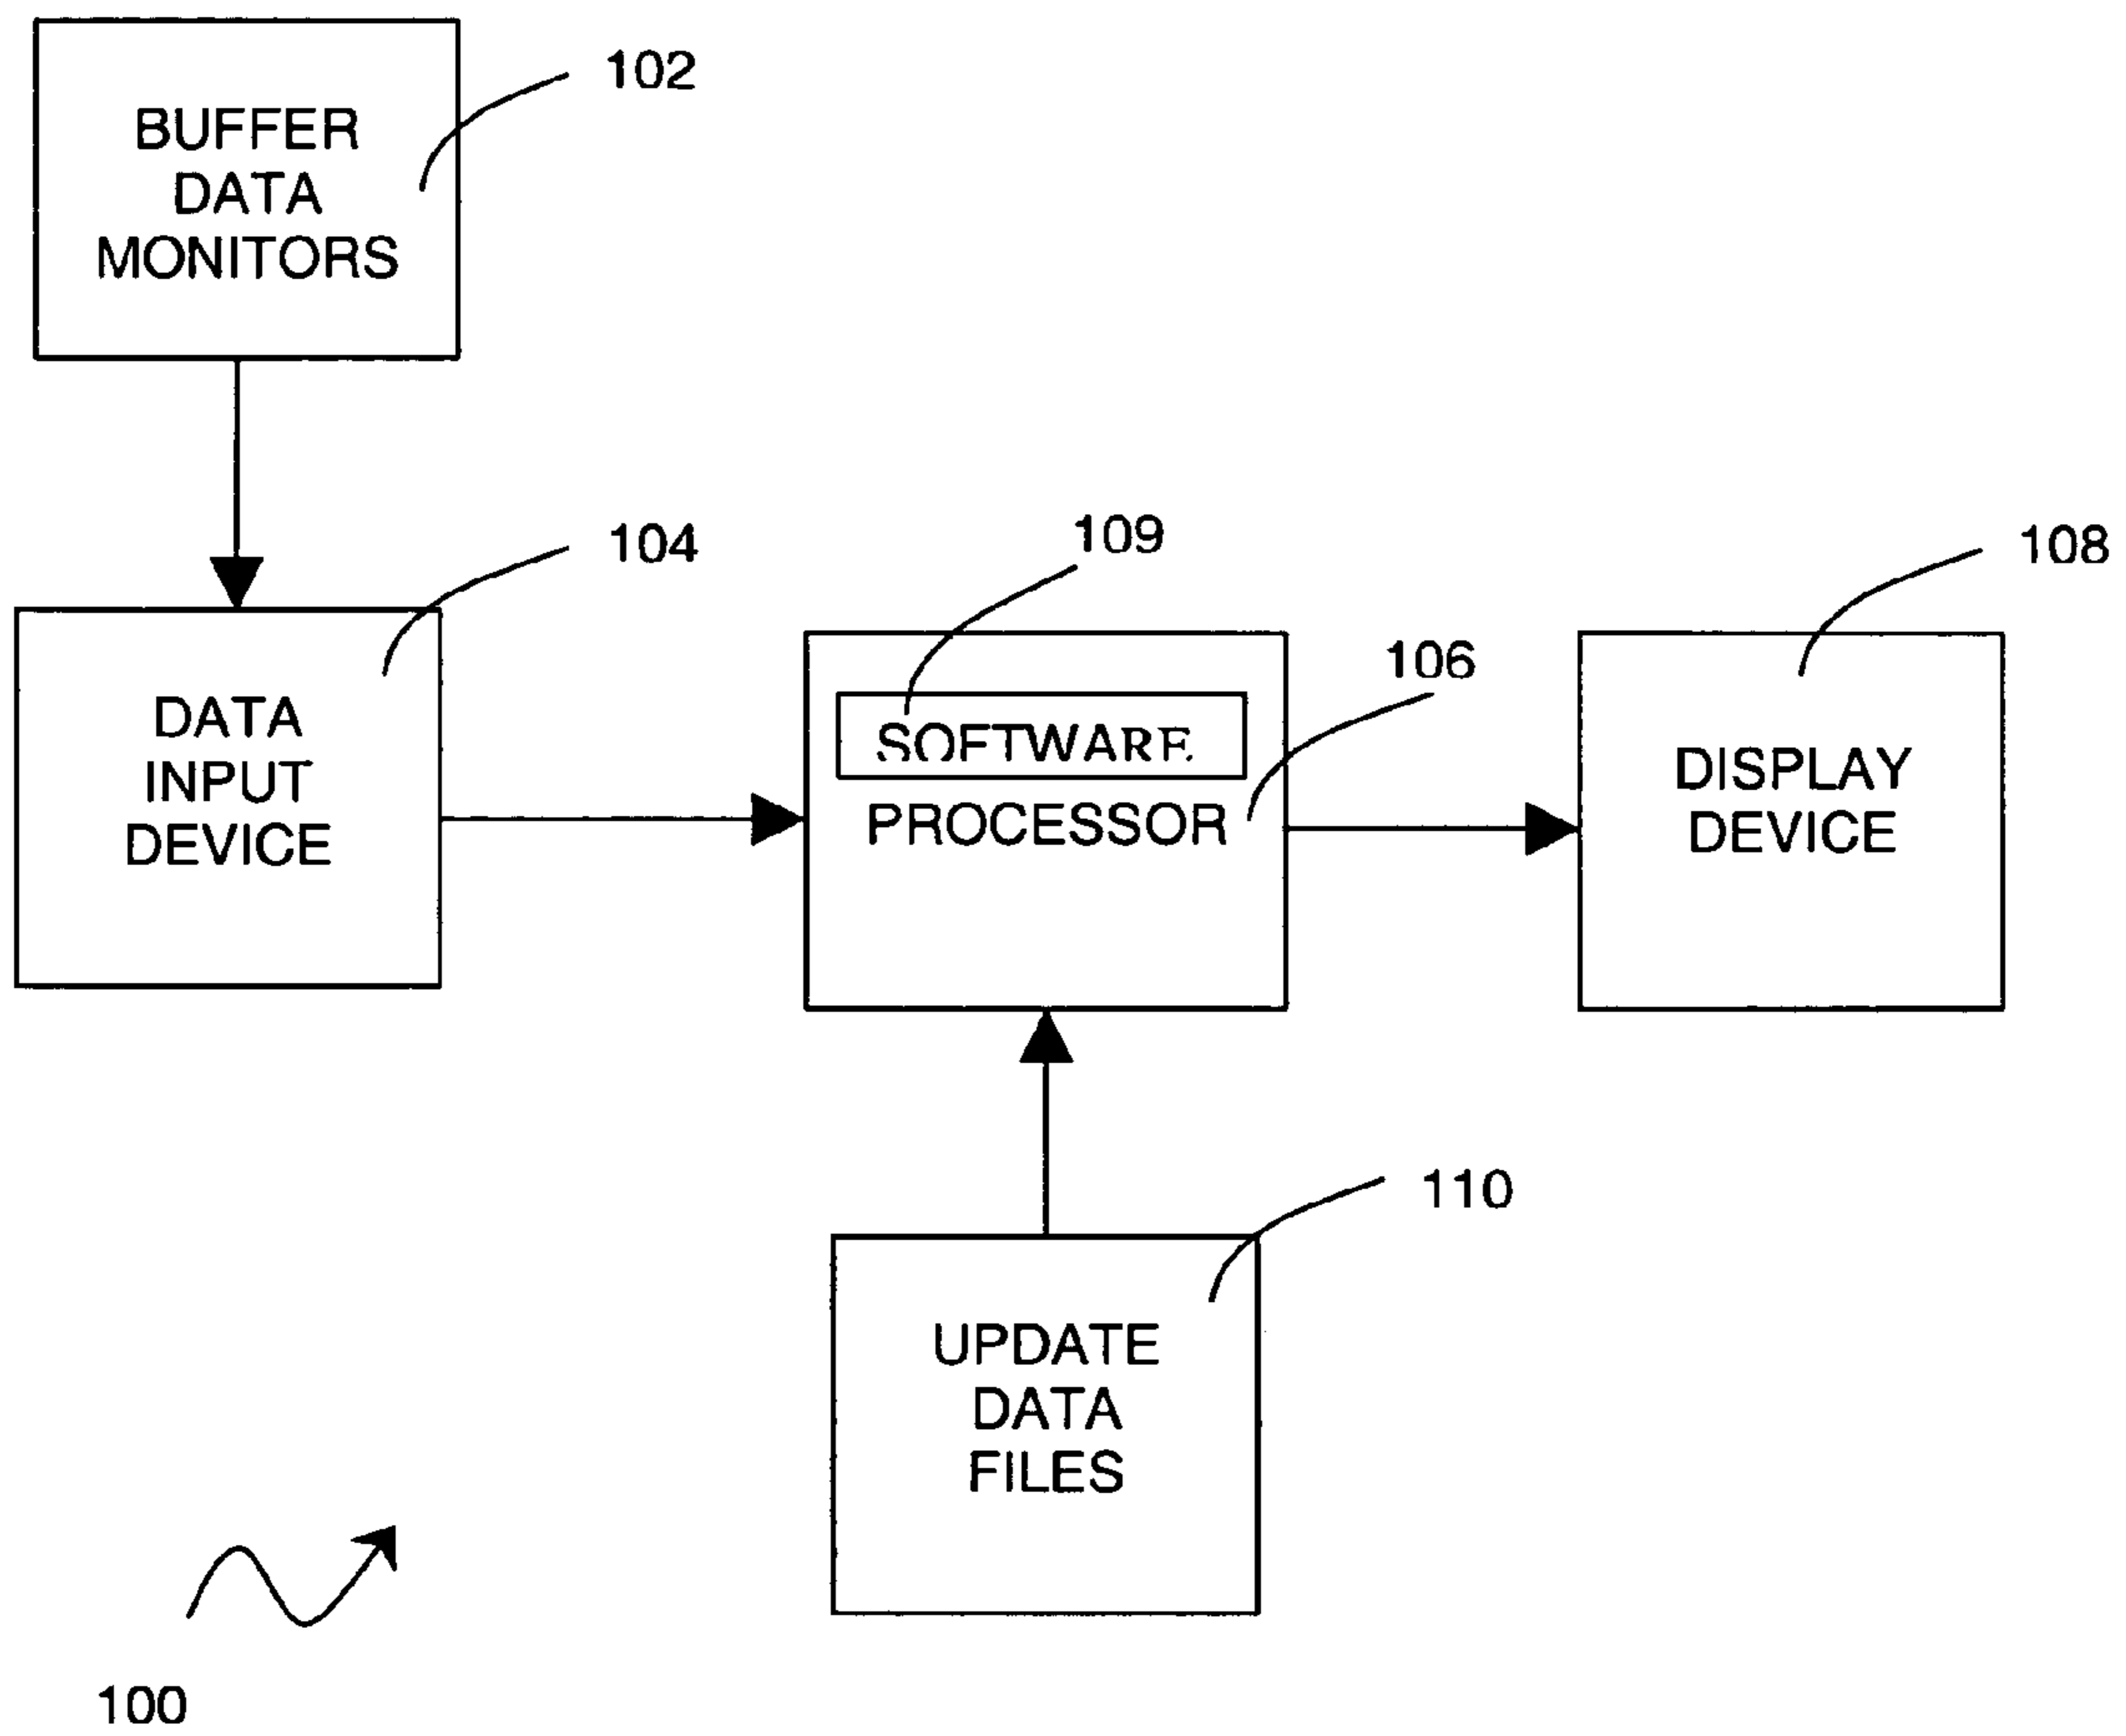 102
BUFFER
DATA
MONITORS
104
109
108
106
DATA
INPUT
DEVICE
SOFTWARE
PROCESSOR
DISPLAY
DEVICE
110
UPDATE
DATA
FILES
100